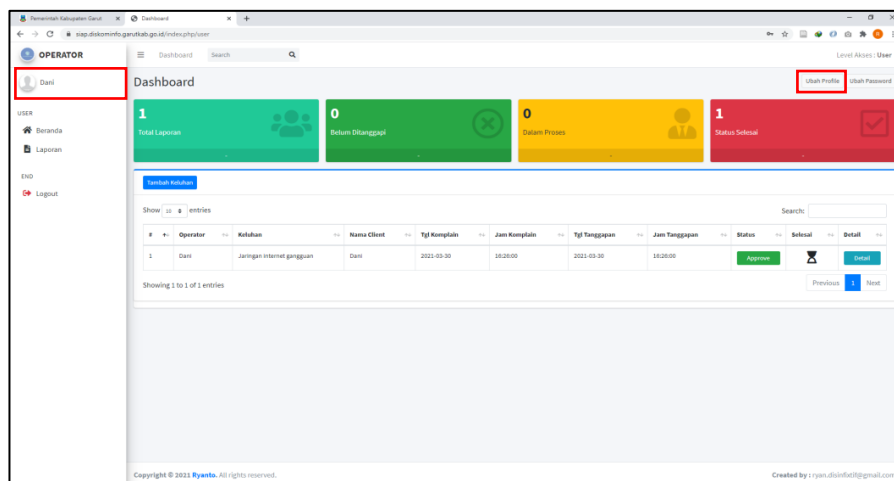 Pemerintah Kabupaten Garut
Dashboard
siap.diskominfo.garutkab.go.id/index.php/user
OPERATOR
Dashboard
Search
Level Akses : User
Dani
Dashboard
Ubah Profile
Ubah Password
USER
Beranda
Laporan
END
Logout
1
Total Laporan
0
Belum Ditanggapi
0
Dalam Proses
1
Status Selesai
Tambah Keluhan
Show 10 entries
Search:
# Operator Keluhan Nama Client Tgl Komplain Jam Komplain Tgl Tanggapan Jam Tanggapan Status Selesai Detail
1 Dani Jaringan internet gangguan Dani 2021-03-30 16:26:00 2021-03-30 16:26:00 Approve Detail
Showing 1 to 1 of 1 entries
Previous 1 Next
Copyright © 2021 Ryanto. All rights reserved.
Created by : ryan.disinfotif@gmail.com